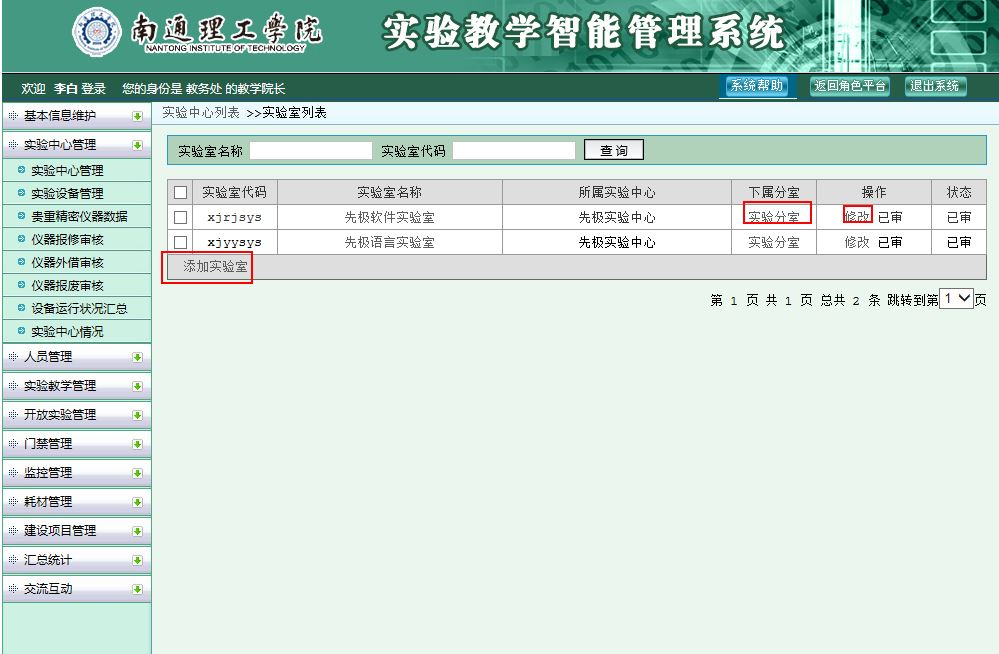 南通理工學院
NANTONG INSTITUTE OF TECHNOLOGY
实验教学智能管理系统
欢迎 李白 登录 您的身份是 教务处 的教学院长
系统帮助 返回角色平台 退出系统
基本信息维护
实验中心管理
实验中心管理
实验设备管理
贵重精密仪器数据
仪器报修审核
仪器外借审核
仪器报废审核
设备运行状况汇总
实验中心情况
人员管理
实验教学管理
开放实验管理
门禁管理
监控管理
耗材管理
建设项目管理
汇总统计
交流互动
实验中心列表 >>实验室列表
实验室名称 实验室代码 查 询
实验室代码 实验室名称 所属实验中心 下属分室 操作 状态
xjrjsys 先极软件实验室 先极实验中心 实验分室 修改 已审 已审
xjyysys 先极语言实验室 先极实验中心 实验分室 修改 已审 已审
添加实验室
第 1 页 共 1 页 总共 2 条 跳转到第 1 页